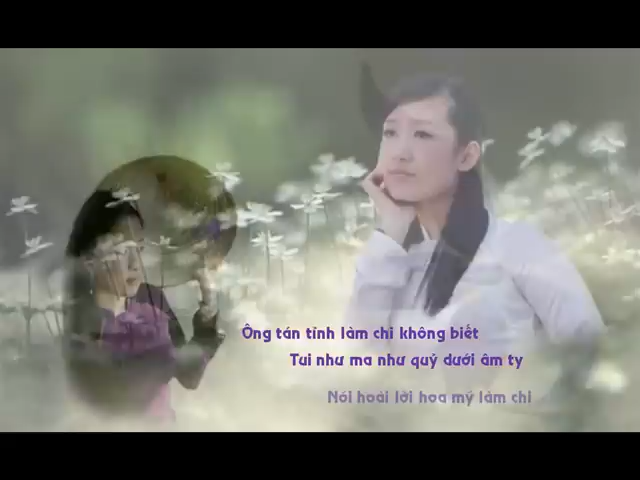 Ông tán tỉnh làm chi không biết
Tui như ma như quỷ dưới âm ty
Nói hoài lời hoa mỹ làm chi